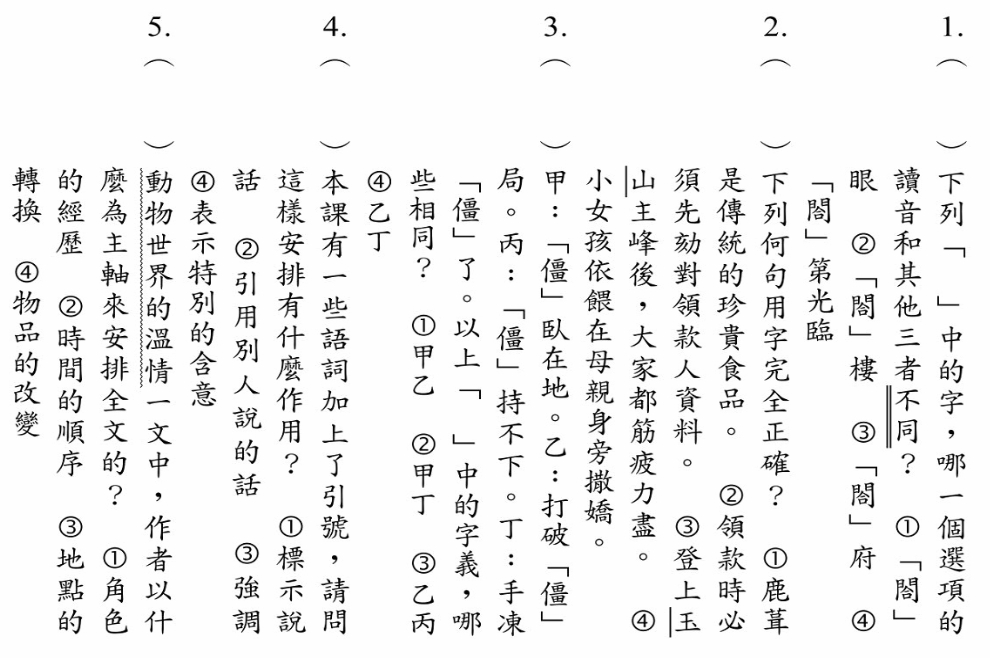 1.（　）下列「　」中的字，哪一個選項的
讀音和其他三者不同？　①「閤」
眼　②「閤」樓　③「閤」府　④
「閤」第光臨
2.（　）下列何句用字完全正確？　①鹿葺
是傳統的珍貴食品。　②領款時必
須先劾對領款人資料。　③登上玉
山主峰後，大家都筋疲力盡。　④
小女孩依餵在母親身旁撒嬌。
3.（　）甲：「僵」臥在地。乙：打破「僵」
局。丙：「僵」持不下。丁：手凍
「僵」了。以上「　」中的字義，哪
些相同？　①甲乙　②甲丁　③乙丙
④乙丁
4.（　）本課有一些語詞加上了引號，請問
這樣安排有什麼作用？　①標示說
話　②引用別人說的話　③強調
④表示特別的含意
5.（　）動物世界的溫情一文中，作者以什
麼為主軸來安排全文的？　①角色
的經歷　②時間的順序　③地點的
轉換　④物品的改變